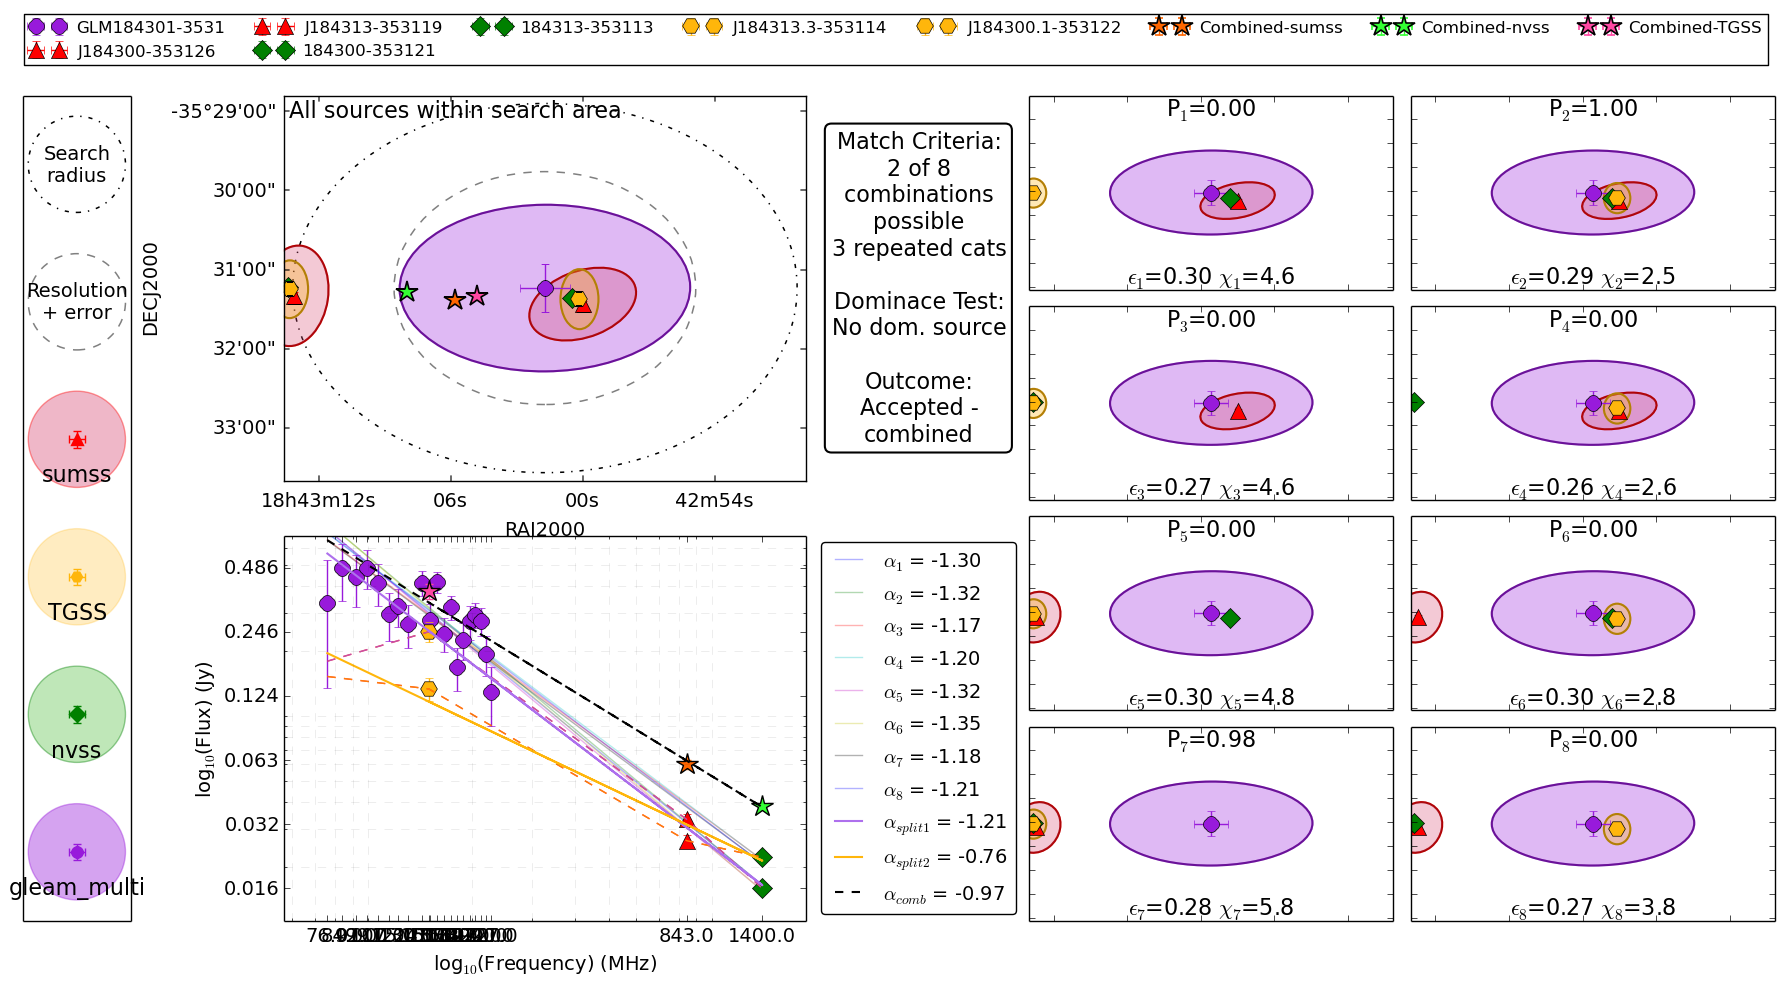 GLM184301-3531 J184313-353119 184313-353113 J184313.3-353114 J184300.1-353122 Combined-sumss Combined-nvss Combined-TGSS
J184300-353126 184300-353121
Search
radius
Resolution
+ error
sumss
TGSS
nvss
gleam_multi
All sources within search area
-35°29'00"
30'00"
31'00"
32'00"
33'00"
DECJ2000
18h43m12s 06s 00s 42m54s
RAJ2000
Match Criteria:
2 of 8
combinations
possible
3 repeated cats
Dominace Test:
No dom. source
Outcome:
Accepted -
combined
0.486
0.246
0.124
0.063
0.032
0.016
log₁₀(Flux) (Jy)
843.0 1400.0
log₁₀(Frequency) (MHz)
α₁ = -1.30
α₂ = -1.32
α₃ = -1.17
α₄ = -1.20
α₅ = -1.32
α₆ = -1.35
α₇ = -1.18
α₈ = -1.21
α_split1 = -1.21
α_split2 = -0.76
α_comb = -0.97
P₁=0.00
ϵ₁=0.30 χ₁=4.6
P₂=1.00
ϵ₂=0.29 χ₂=2.5
P₃=0.00
ϵ₃=0.27 χ₃=4.6
P₄=0.00
ϵ₄=0.26 χ₄=2.6
P₅=0.00
ϵ₅=0.30 χ₅=4.8
P₆=0.00
ϵ₆=0.30 χ₆=2.8
P₇=0.98
ϵ₇=0.28 χ₇=5.8
P₈=0.00
ϵ₈=0.27 χ₈=3.8